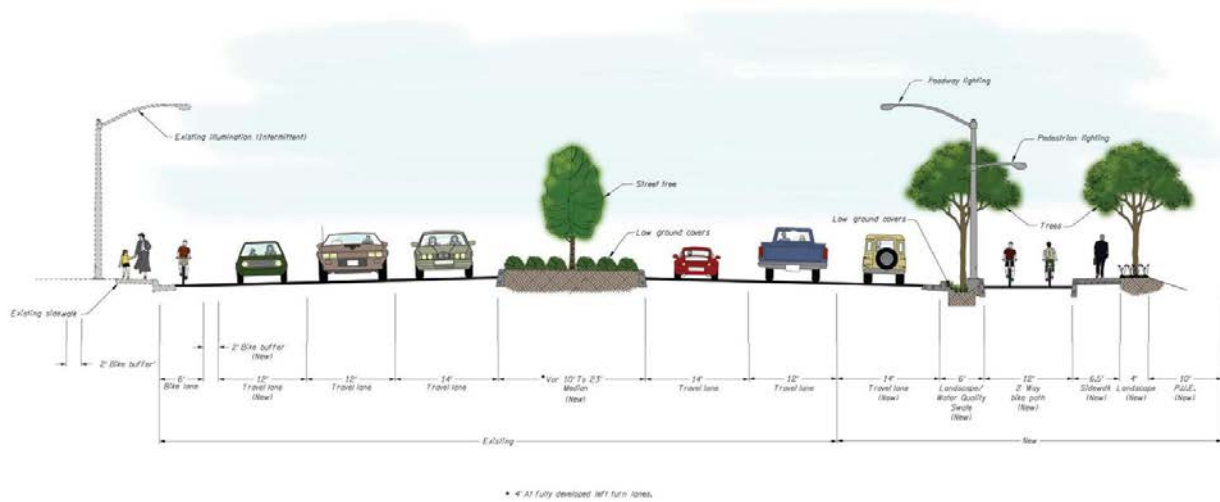 Roadway lighting
Existing Illumination (Intermittent)
Pedestrian lighting
Street tree
Low ground covers
Trees
Low ground covers
Existing sidewalk
2' Bike buffer
2' Bike buffer
(New)
6'
Bike lane
12'
Travel lane
(New)
12'
Travel lane
14'
Travel lane
*Var 10' To 23'
Median
(New)
14'
Travel lane
12'
Travel lane
14'
Travel lane
(New)
6'
Landscape/
Water Quality
Swale
(New)
12'
2 Way
bike path
(New)
6.5'
Sidewalk
(New)
4'
Landscape
(New)
10'
P.U.E.
(New)
Existing
New
* 4' At fully developed left turn lanes.